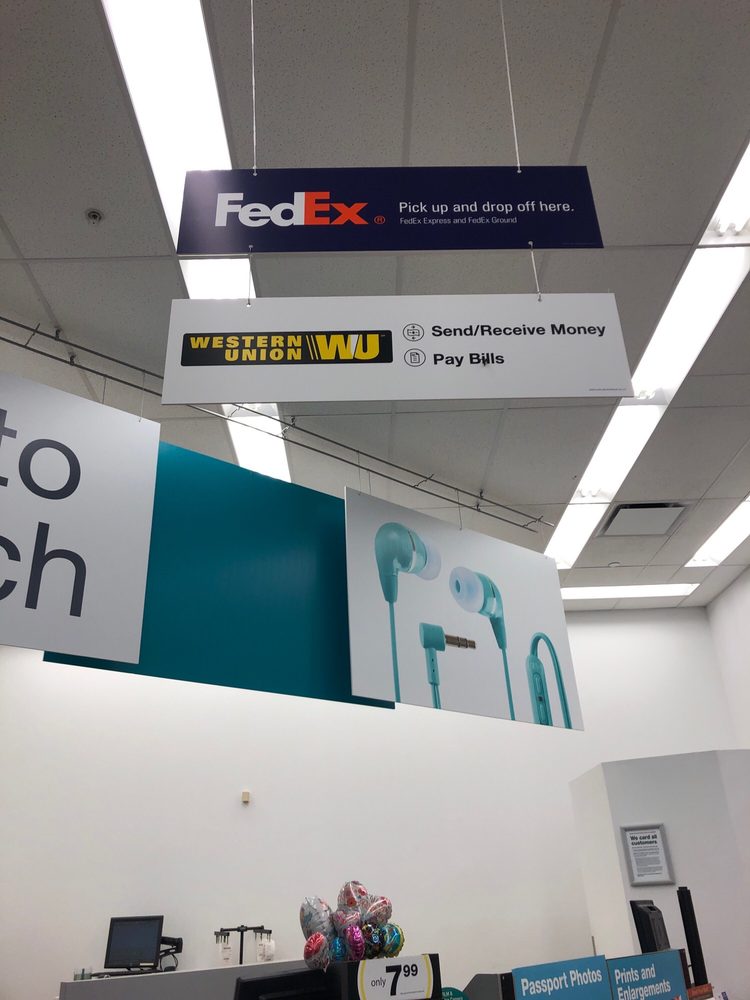 FedEx®
Pick up and drop off here.
FedEx Express and FedEx Ground
WESTERN
UNION
WU
Send/Receive Money
Pay Bills
to
ch
We card all
customers
only 7.99
Passport Photos
Prints and
Enlargements